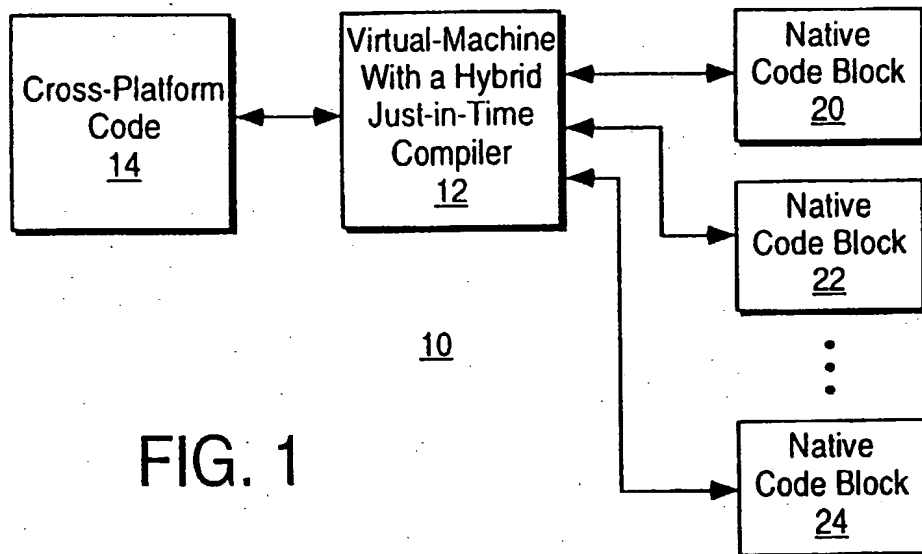 Cross-Platform
Code
14
Virtual-Machine
With a Hybrid
Just-in-Time
Compiler
12
Native
Code Block
20
Native
Code Block
22
Native
Code Block
24
10
FIG. 1